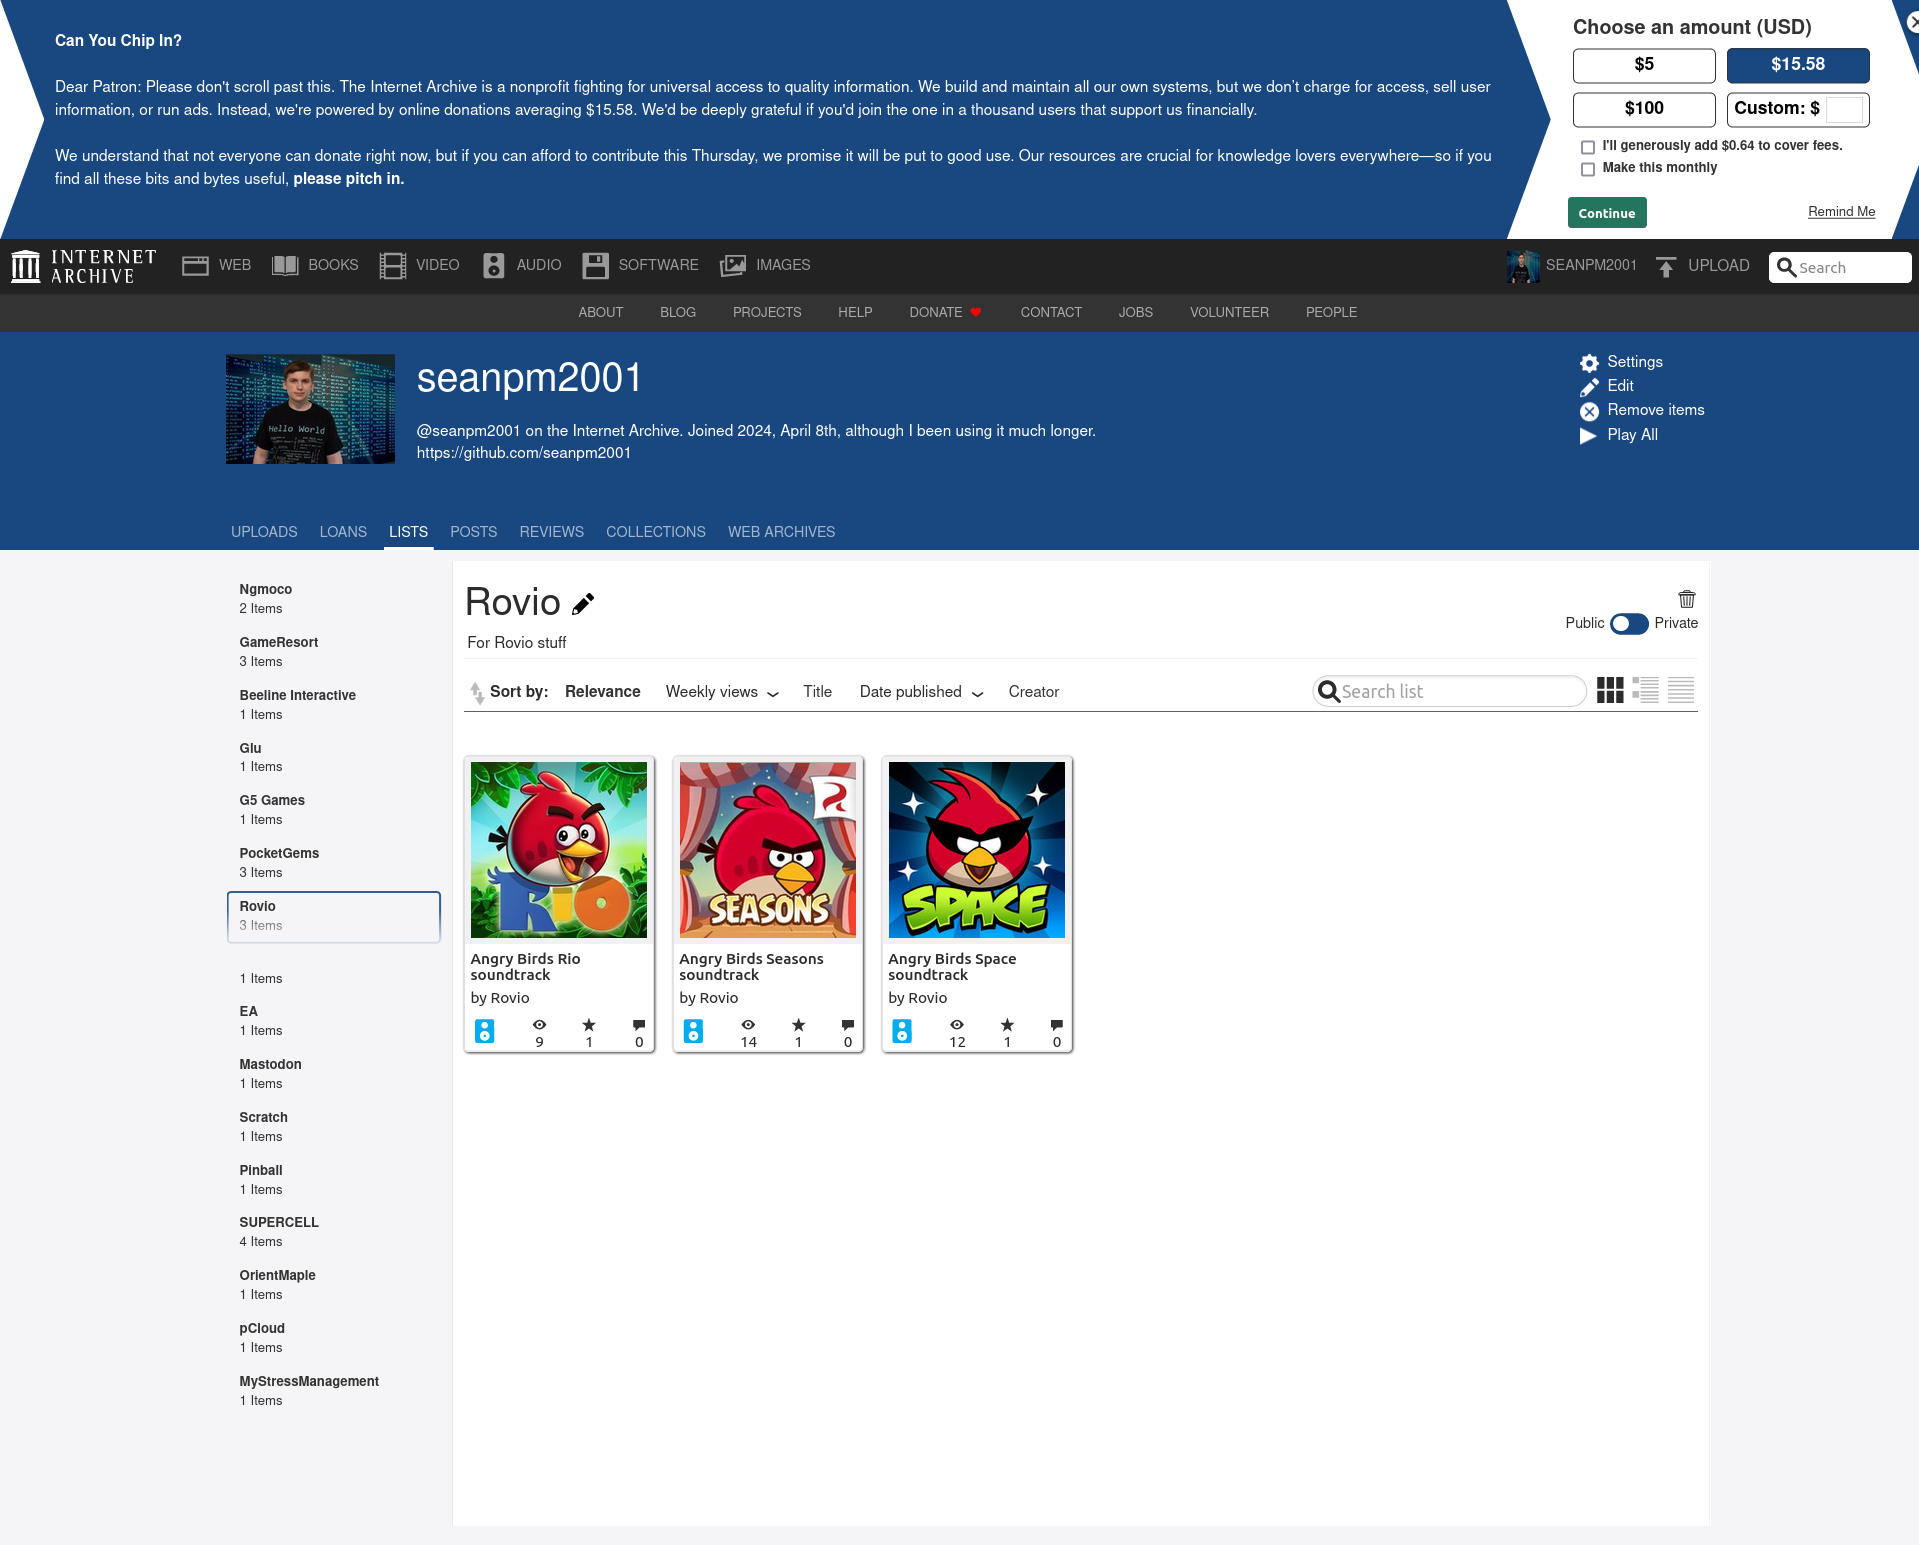 Can You Chip In?
Dear Patron: Please don't scroll past this. The Internet Archive is a nonprofit fighting for universal access to quality information. We build and maintain all our own systems, but we don't charge for access, sell user
information, or run ads. Instead, we're powered by online donations averaging $15.58. We'd be deeply grateful if you'd join the one in a thousand users that support us financially.
We understand that not everyone can donate right now, but if you can afford to contribute this Thursday, we promise it will be put to good use. Our resources are crucial for knowledge lovers everywhere—so if you
find all these bits and bytes useful, please pitch in.
Choose an amount (USD)
$5 $15.58
$100 Custom: $
I'll generously add $0.64 to cover fees.
Make this monthly
Continue Remind Me
INTERNET ARCHIVE WEB BOOKS VIDEO AUDIO SOFTWARE IMAGES SEANPM2001 UPLOAD Search
ABOUT BLOG PROJECTS HELP DONATE CONTACT JOBS VOLUNTEER PEOPLE
Hello World
seanpm2001
@seanpm2001 on the Internet Archive. Joined 2024, April 8th, although I been using it much longer.
https://github.com/seanpm2001
Settings
Edit
Remove items
Play All
UPLOADS LOANS LISTS POSTS REVIEWS COLLECTIONS WEB ARCHIVES
Ngmoco
2 Items
GameResort
3 Items
Beeline Interactive
1 Items
Glu
1 Items
G5 Games
1 Items
PocketGems
3 Items
Rovio
3 Items
1 Items
EA
1 Items
Mastodon
1 Items
Scratch
1 Items
Pinball
1 Items
SUPERCELL
4 Items
OrientMaple
1 Items
pCloud
1 Items
MyStressManagement
1 Items
Rovio
For Rovio stuff
Public Private
Sort by: Relevance Weekly views Title Date published Creator Search list
RIO
Angry Birds Rio
soundtrack
by Rovio
9 1 0
SEASONS
Angry Birds Seasons
soundtrack
by Rovio
14 1 0
SPACE
Angry Birds Space
soundtrack
by Rovio
12 1 0